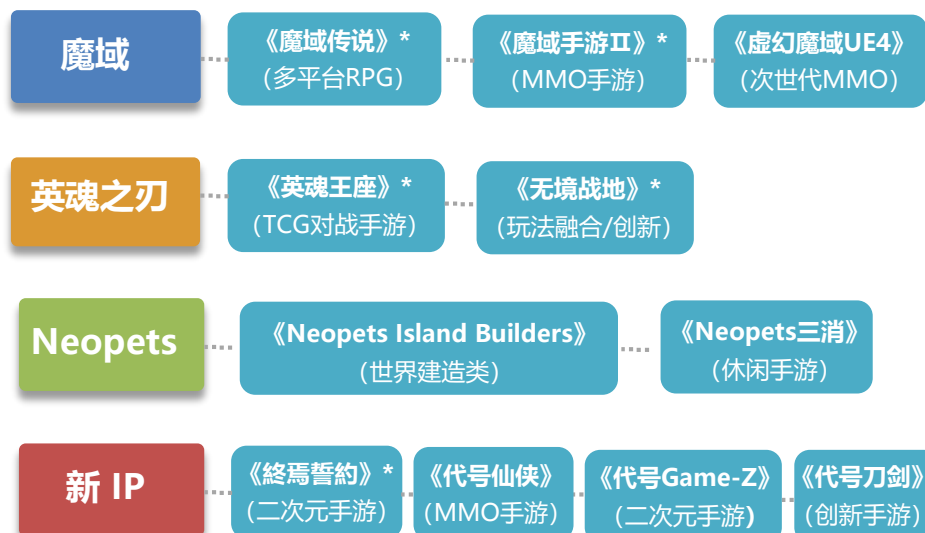 魔域
《魔域传说》*
（多平台RPG）
《魔域手游Ⅱ》*
（MMO手游）
《虚幻魔域UE4》
（次世代MMO）
英魂之刃
《英魂王座》*
（TCG对战手游）
《无境战地》*
（玩法融合/创新）
Neopets
《Neopets Island Builders》
（世界建造类）
《Neopets三消》
（休闲手游）
新 IP
《終焉誓約》*
（二次元手游）
《代号仙侠》
（MMO手游）
《代号Game-Z》
（二次元手游)
《代号刀剑》
（创新手游）